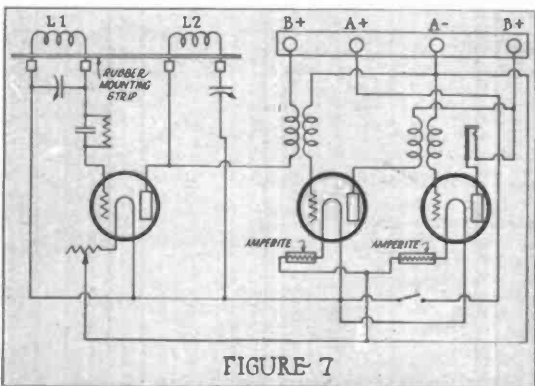 L1 L2 B+ A+ A- B+
RUBBER
MOUNTING
STRIP
AMPERITE AMPERITE
FIGURE 7